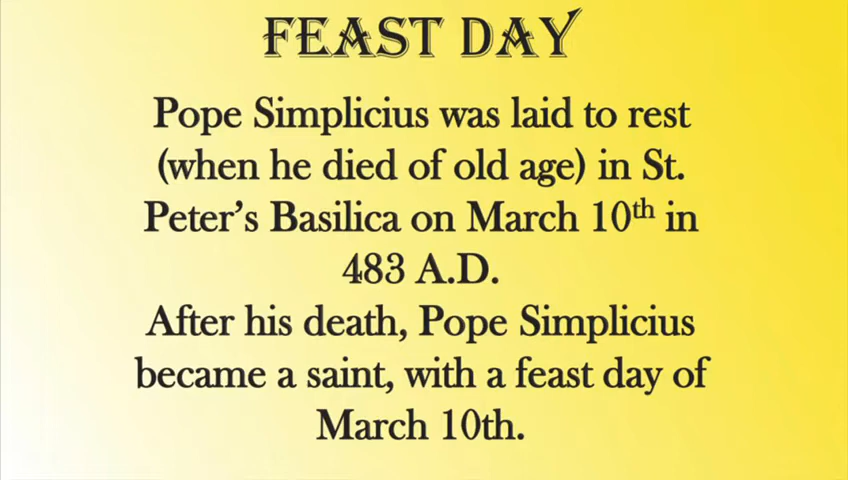 FEAST DAY
Pope Simplicius was laid to rest
(when he died of old age) in St.
Peter's Basilica on March 10th in
483 A.D.
After his death, Pope Simplicius
became a saint, with a feast day of
March 10th.